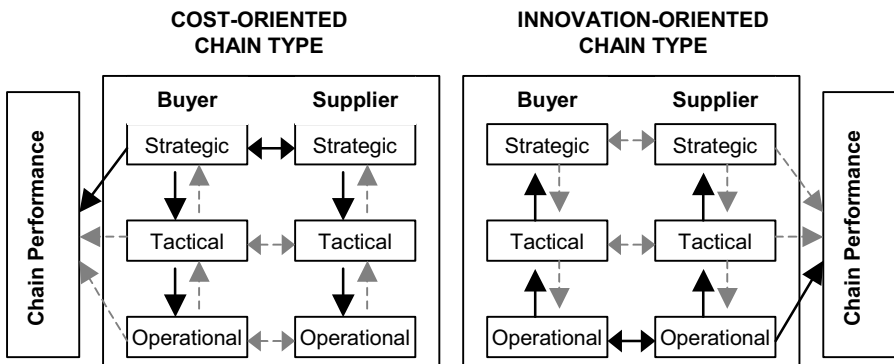 COST-ORIENTED
CHAIN TYPE
INNOVATION-ORIENTED
CHAIN TYPE
Chain Performance
Buyer
Supplier
Strategic
Strategic
Tactical
Tactical
Operational
Operational
Buyer
Supplier
Strategic
Strategic
Tactical
Tactical
Operational
Operational
Chain Performance